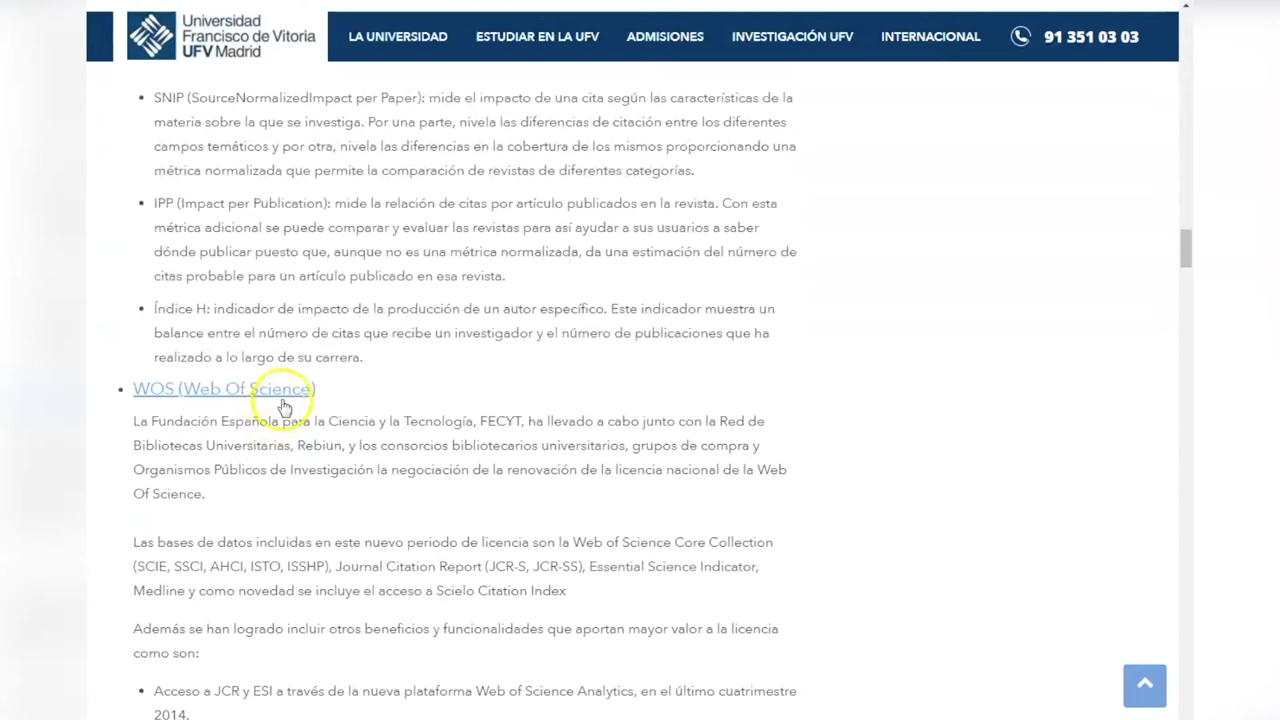 Universidad
Francisco de Vitoria
UFV Madrid
LA UNIVERSIDAD ESTUDIAR EN LA UFV ADMISIONES INVESTIGACIÓN UFV INTERNACIONAL 91 351 03 03
• SNIP (SourceNormalizedImpact per Paper): mide el impacto de una cita según las características de la
materia sobre la que se investiga. Por una parte, nivela las diferencias de citación entre los diferentes
campos temáticos y por otra, nivela las diferencias en la cobertura de los mismos proporcionando una
métrica normalizada que permite la comparación de revistas de diferentes categorías.
• IPP (Impact per Publication): mide la relación de citas por artículo publicados en la revista. Con esta
métrica adicional se puede comparar y evaluar las revistas para así ayudar a sus usuarios a saber
dónde publicar puesto que, aunque no es una métrica normalizada, da una estimación del número de
citas probable para un artículo publicado en esa revista.
• Índice H: indicador de impacto de la producción de un autor específico. Este indicador muestra un
balance entre el número de citas que recibe un investigador y el número de publicaciones que ha
realizado a lo largo de su carrera.
• WOS (Web Of Science)
La Fundación Española para la Ciencia y la Tecnología, FECYT, ha llevado a cabo junto con la Red de
Bibliotecas Universitarias, Rebiun, y los consorcios bibliotecarios universitarios, grupos de compra y
Organismos Públicos de Investigación la negociación de la renovación de la licencia nacional de la Web
Of Science.
Las bases de datos incluidas en este nuevo periodo de licencia son la Web of Science Core Collection
(SCIE, SSCI, AHCI, ISTO, ISSHP), Journal Citation Report (JCR-S, JCR-SS), Essential Science Indicator,
Medline y como novedad se incluye el acceso a Scielo Citation Index
Además se han logrado incluir otros beneficios y funcionalidades que aportan mayor valor a la licencia
como son:
• Acceso a JCR y ESI a través de la nueva plataforma Web of Science Analytics, en el último cuatrimestre
2014.